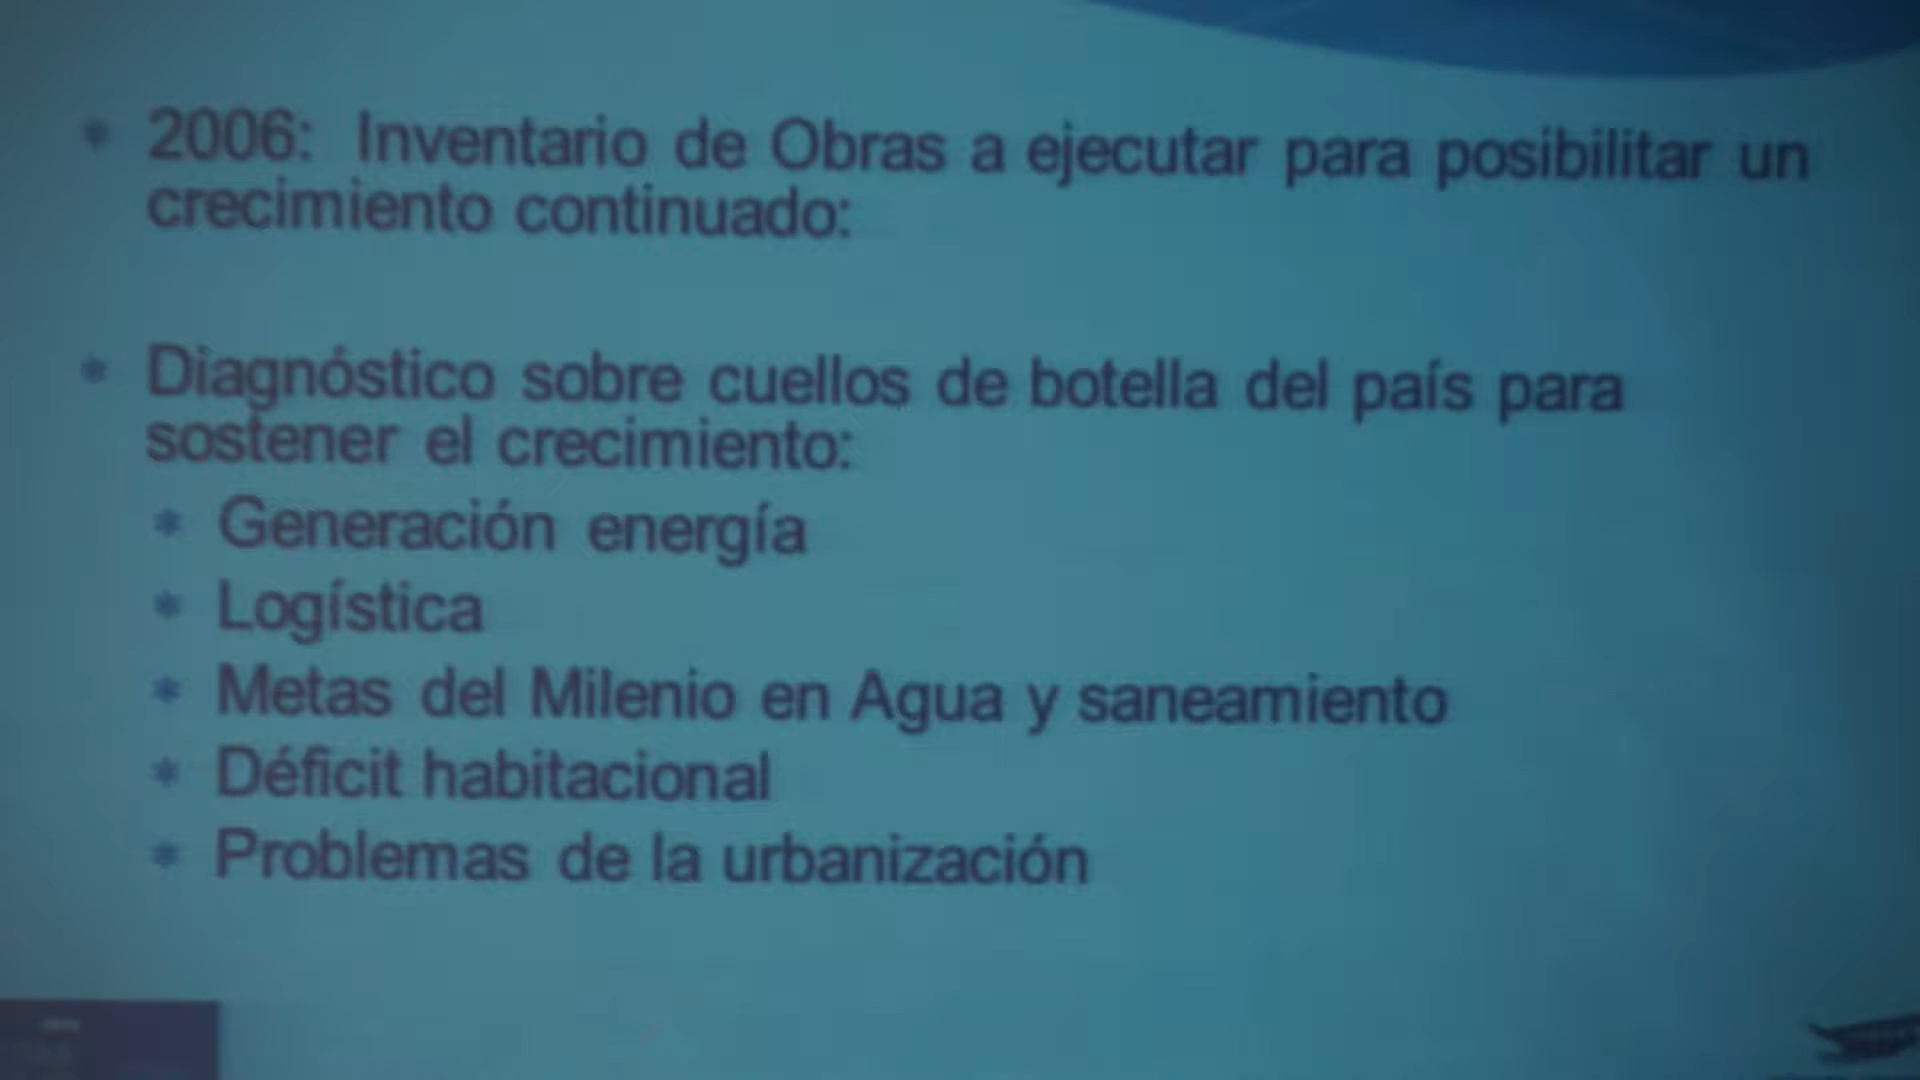 * 2006: Inventario de Obras a ejecutar para posibilitar un
crecimiento continuado:
* Diagnóstico sobre cuellos de botella del país para
sostener el crecimiento:
* Generación energía
* Logística
* Metas del Milenio en Agua y saneamiento
* Déficit habitacional
* Problemas de la urbanización